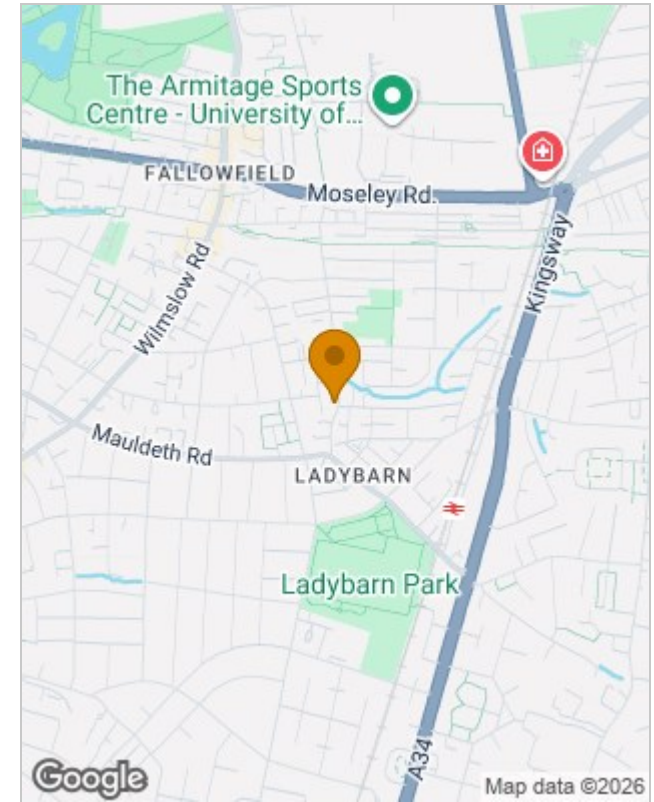 The Armitage Sports
Centre - University of...
FALLOWFIELD
Moseley Rd.
Kingsway
Wilmslow Rd
Mauldeth Rd
LADYBARN
Ladybarn Park
A34
Google
Map data ©2026